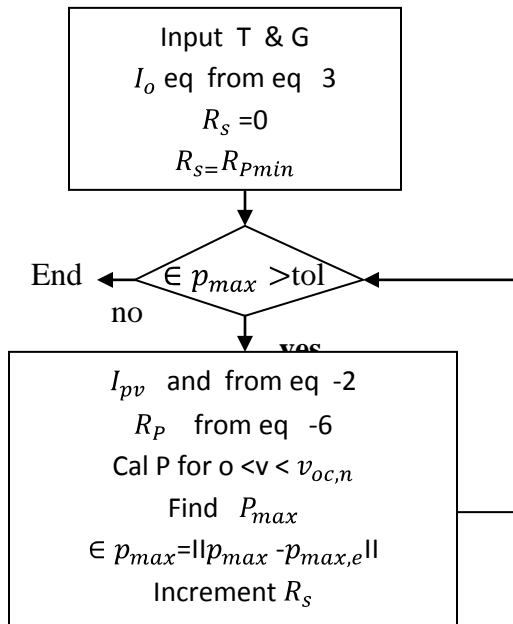 Input T & G
I_o eq from eq 3
R_s =0
R_s=R_Pmin
∈ p_max >tol
End
no
yes
I_pv and from eq -2
R_P from eq -6
Cal P for o <v < v_oc,n
Find P_max
∈ p_max=llp_max -p_max,e ll
Increment R_s